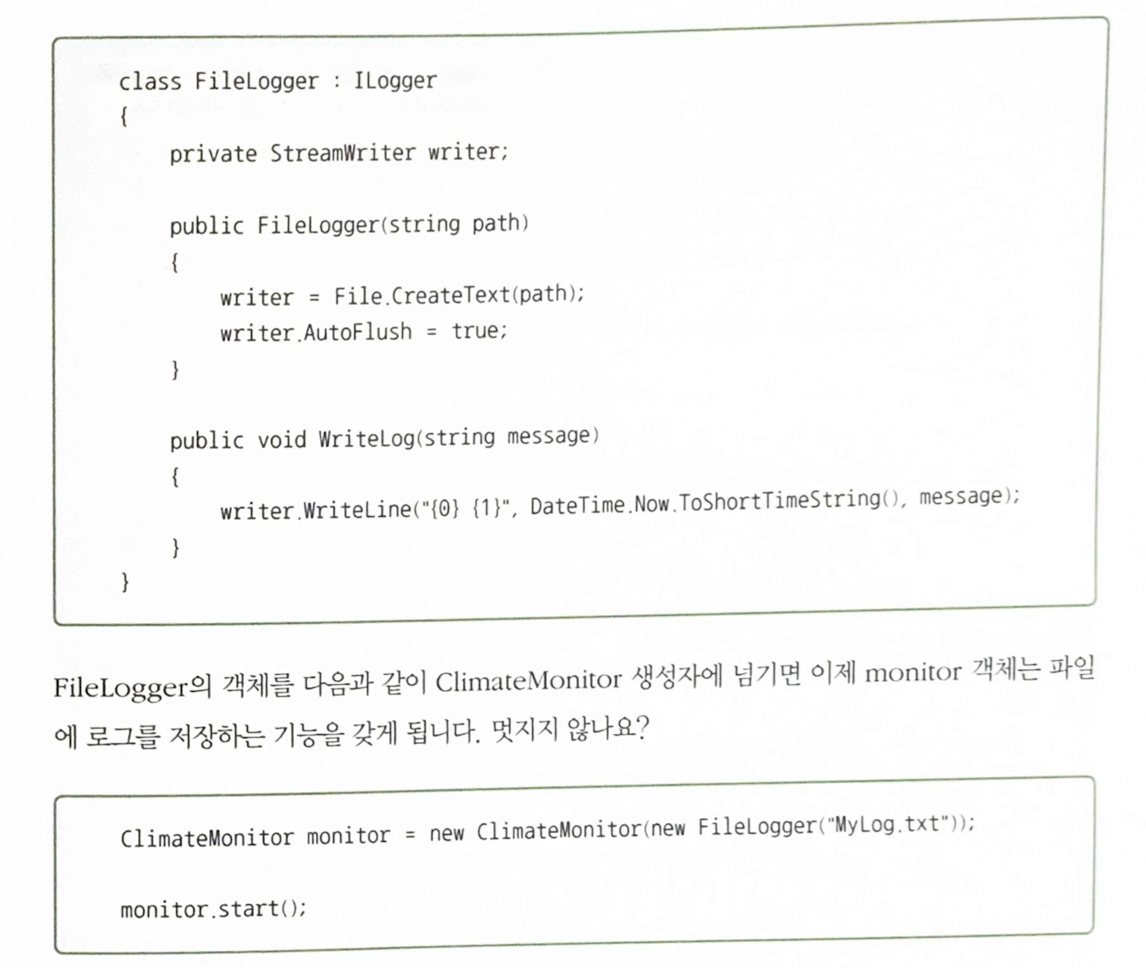 class FileLogger : ILogger
{
    private StreamWriter writer;

    public FileLogger(string path)
    {
        writer = File.CreateText(path);
        writer.AutoFlush = true;
    }

    public void WriteLog(string message)
    {
        writer.WriteLine("{0} {1}", DateTime.Now.ToShortTimeString(), message);
    }
}
FileLogger의 객체를 다음과 같이 ClimateMonitor 생성자에 넘기면 이제 monitor 객체는 파일
에 로그를 저장하는 기능을 갖게 됩니다. 멋지지 않나요?
ClimateMonitor monitor = new ClimateMonitor(new FileLogger("MyLog.txt"));

monitor.start();